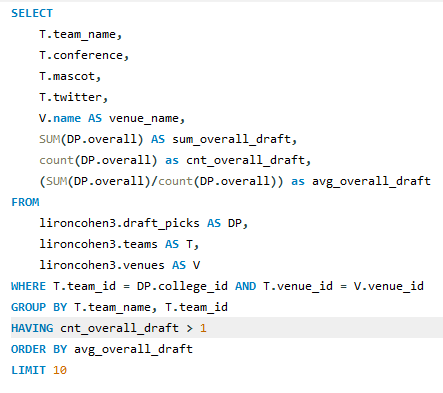 SELECT
T.team_name,
T.conference,
T.mascot,
T.twitter,
V.name AS venue_name,
SUM(DP.overall) AS sum_overall_draft,
count(DP.overall) as cnt_overall_draft,
(SUM(DP.overall)/count(DP.overall)) as avg_overall_draft
FROM
lironcohen3.draft_picks AS DP,
lironcohen3.teams AS T,
lironcohen3.venues AS V
WHERE T.team_id = DP.college_id AND T.venue_id = V.venue_id
GROUP BY T.team_name, T.team_id
HAVING cnt_overall_draft > 1
ORDER BY avg_overall_draft
LIMIT 10